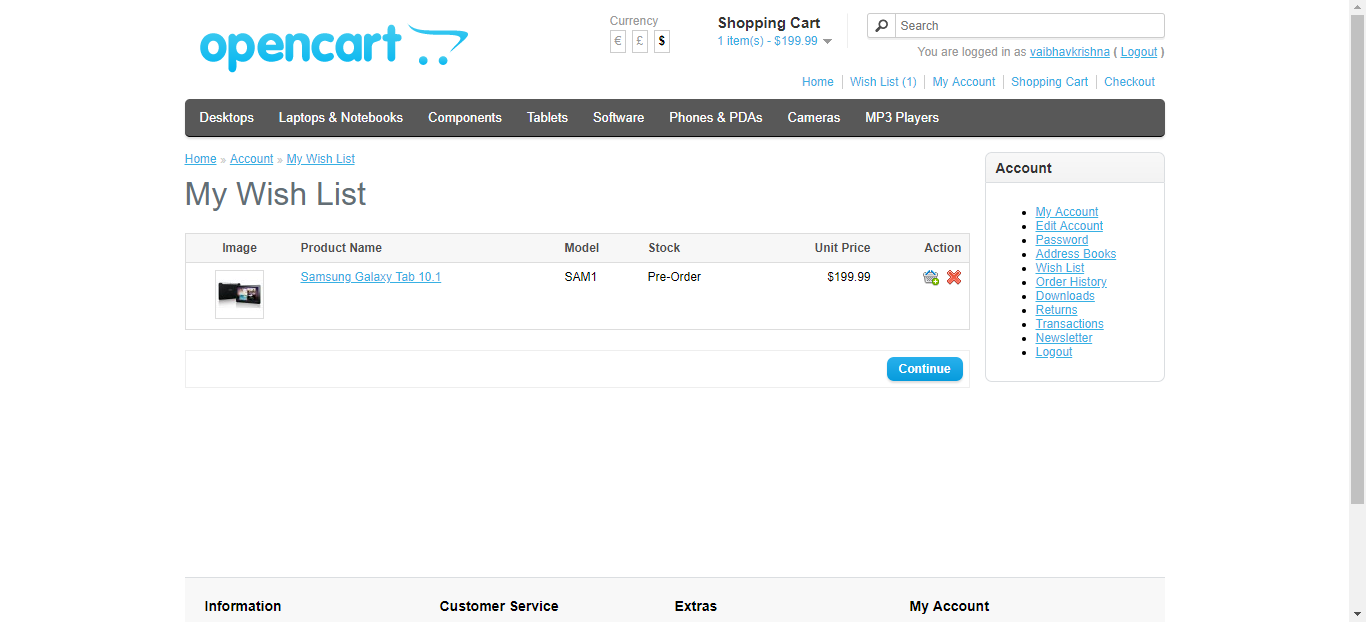 opencart
Currency
€ £ $
Shopping Cart
1 item(s) - $199.99
Search
You are logged in as vaibhavkrishna ( Logout )
Home Wish List (1) My Account Shopping Cart Checkout
Desktops Laptops & Notebooks Components Tablets Software Phones & PDAs Cameras MP3 Players
Home » Account » My Wish List
My Wish List
Image Product Name Model Stock Unit Price Action
Samsung Galaxy Tab 10.1 SAM1 Pre-Order $199.99
Continue
Account
My Account
Edit Account
Password
Address Books
Wish List
Order History
Downloads
Returns
Transactions
Newsletter
Logout
Information Customer Service Extras My Account